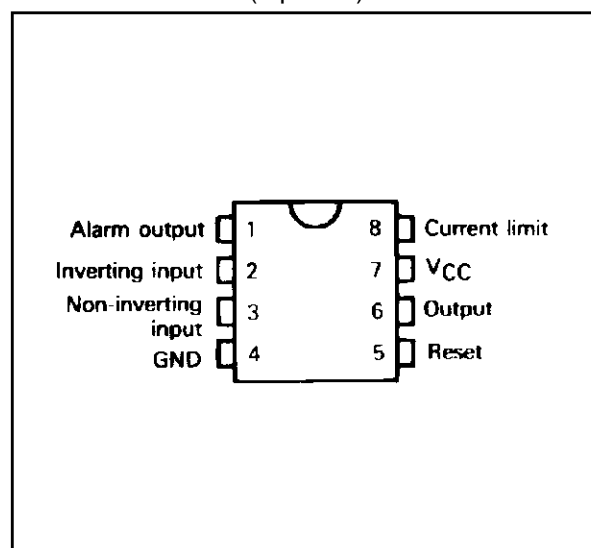 Alarm output 1 8 Current limit
Inverting input 2 7 VCC
Non-inverting
input 3 6 Output
GND 4 5 Reset